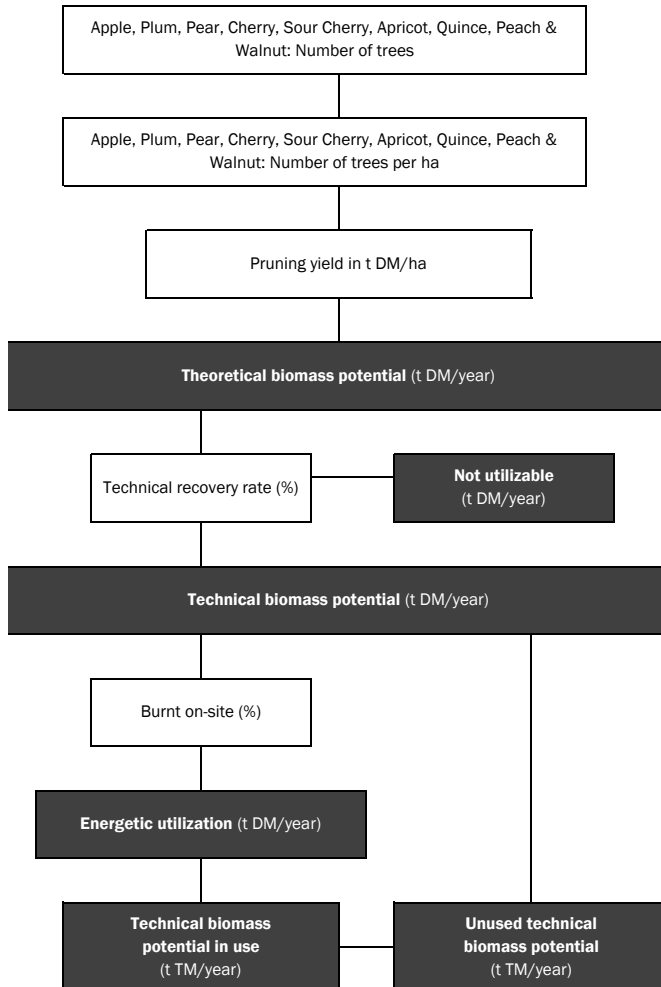 Apple, Plum, Pear, Cherry, Sour Cherry, Apricot, Quince, Peach &
Walnut: Number of trees
Apple, Plum, Pear, Cherry, Sour Cherry, Apricot, Quince, Peach &
Walnut: Number of trees per ha
Pruning yield in t DM/ha
Theoretical biomass potential (t DM/year)
Technical recovery rate (%)
Not utilizable
(t DM/year)
Technical biomass potential (t DM/year)
Burnt on-site (%)
Energetic utilization (t DM/year)
Technical biomass
potential in use
(t TM/year)
Unused technical
biomass potential
(t TM/year)